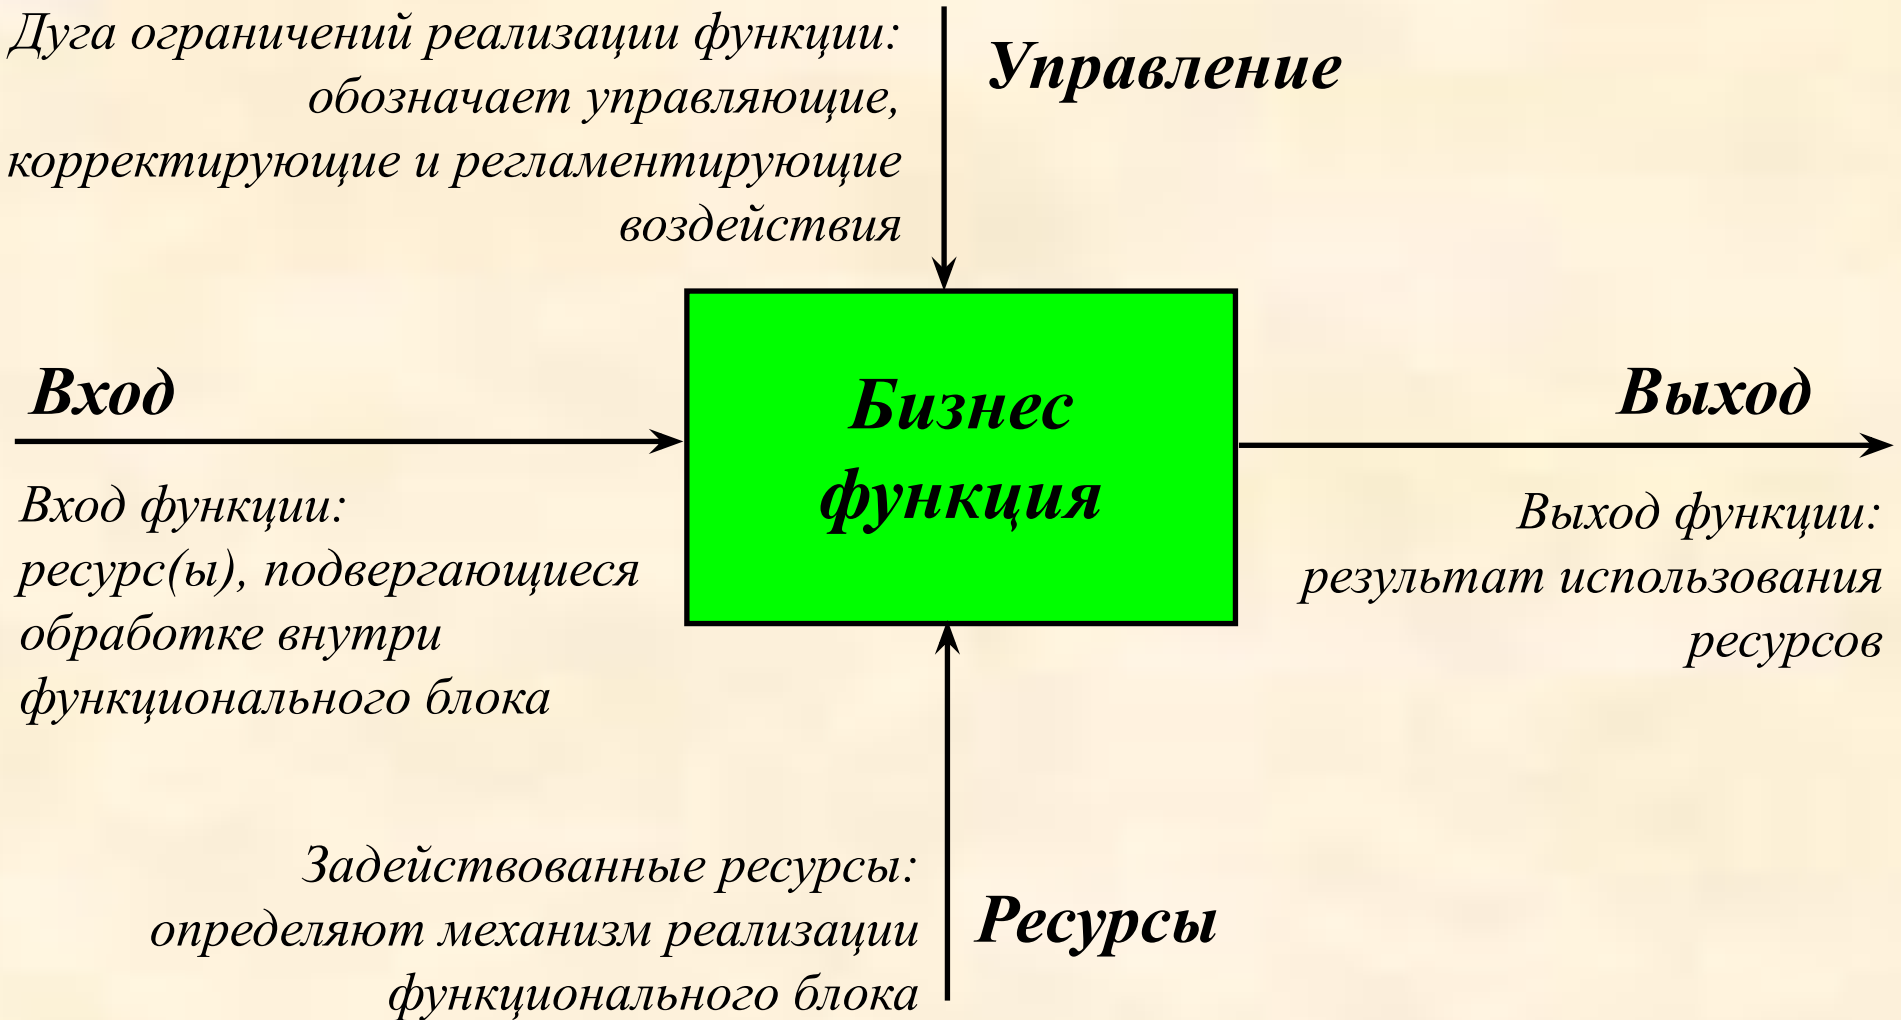 Дуга ограничений реализации функции:
обозначает управляющие,
корректирующие и регламентирующие
воздействия
Управление
Вход
Бизнес
функция
Выход
Вход функции:
ресурс(ы), подвергающиеся
обработке внутри
функционального блока
Выход функции:
результат использования
ресурсов
Задействованные ресурсы:
определяют механизм реализации
функционального блока
Ресурсы